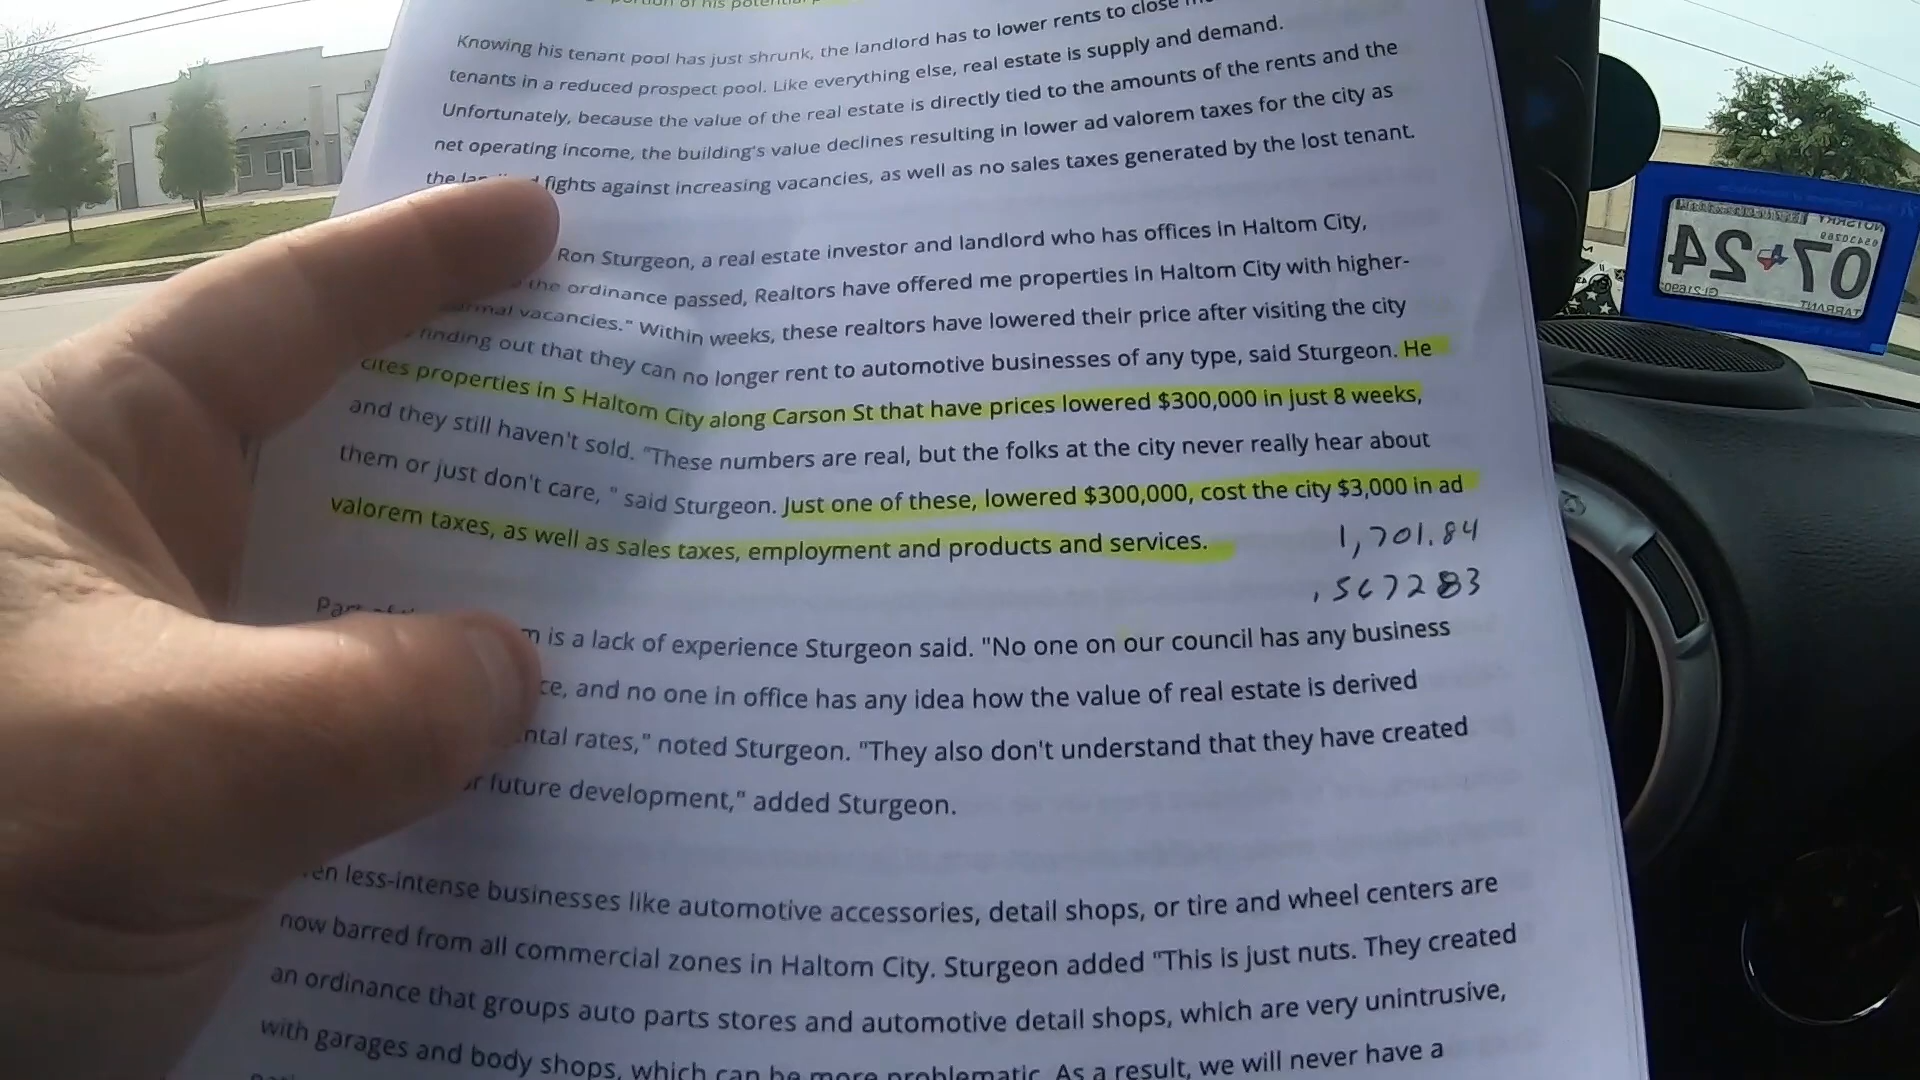 portion of his potential
Knowing his tenant pool has just shrunk, the landlord has to lower rents to close
tenants in a reduced prospect pool. Like everything else, real estate is supply and demand.
Unfortunately, because the value of the real estate is directly tied to the amounts of the rents and the
net operating income, the building's value declines resulting in lower ad valorem taxes for the city as
the fights against increasing vacancies, as well as no sales taxes generated by the lost tenant.
Ron Sturgeon, a real estate investor and landlord who has offices in Haltom City,
the ordinance passed, Realtors have offered me properties in Haltom City with higher-
vacancies." Within weeks, these realtors have lowered their price after visiting the city
finding out that they can no longer rent to automotive businesses of any type, said Sturgeon. He
cites properties in S Haltom City along Carson St that have prices lowered $300,000 in just 8 weeks,
and they still haven't sold. "These numbers are real, but the folks at the city never really hear about
them or just don't care, " said Sturgeon. Just one of these, lowered $300,000, cost the city $3,000 in ad
valorem taxes, as well as sales taxes, employment and products and services.
1,701.84
.567283
is a lack of experience Sturgeon said. "No one on our council has any business
and no one in office has any idea how the value of real estate is derived
rates," noted Sturgeon. "They also don't understand that they have created
future development," added Sturgeon.
less-intense businesses like automotive accessories, detail shops, or tire and wheel centers are
now barred from all commercial zones in Haltom City. Sturgeon added "This is just nuts. They created
an ordinance that groups auto parts stores and automotive detail shops, which are very unintrusive,
with garages and body shops, which can be more problematic. As a result, we will never have a
07 24
TARRANT